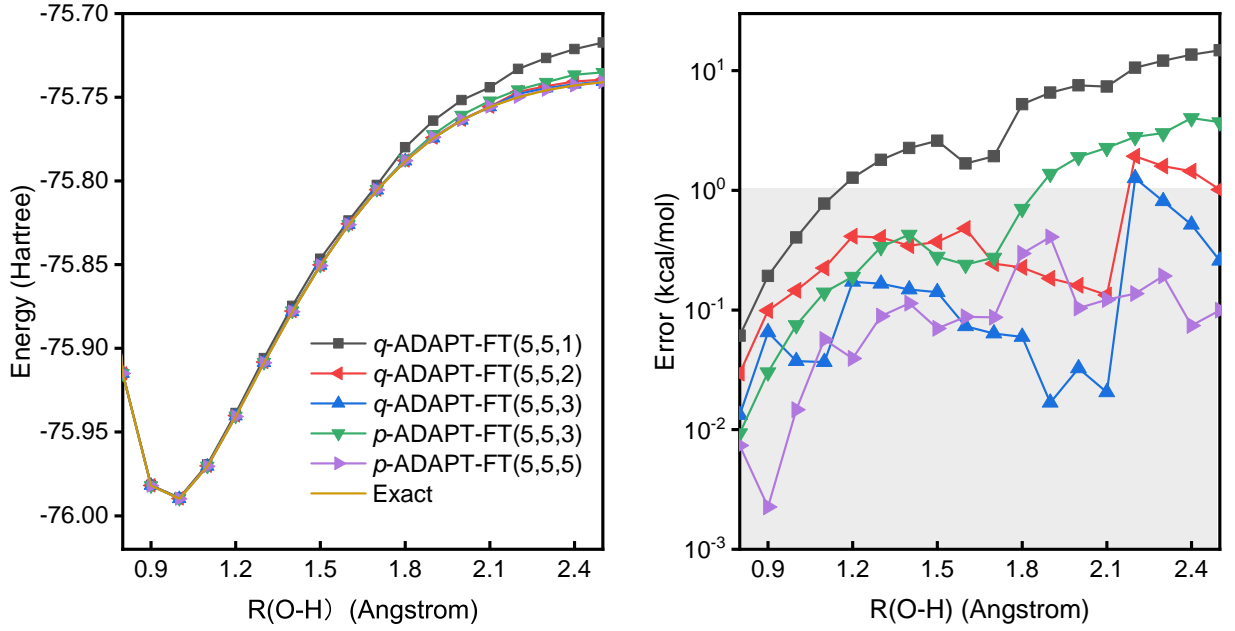 -75.70
-75.75
-75.80
-75.85
-75.90
-75.95
-76.00
Energy (Hartree)
0.9 1.2 1.5 1.8 2.1 2.4
R(O-H）(Angstrom)
q-ADAPT-FT(5,5,1)
q-ADAPT-FT(5,5,2)
q-ADAPT-FT(5,5,3)
p-ADAPT-FT(5,5,3)
p-ADAPT-FT(5,5,5)
Exact
10¹
10⁰
10⁻¹
10⁻²
10⁻³
Error (kcal/mol)
0.9 1.2 1.5 1.8 2.1 2.4
R(O-H) (Angstrom)